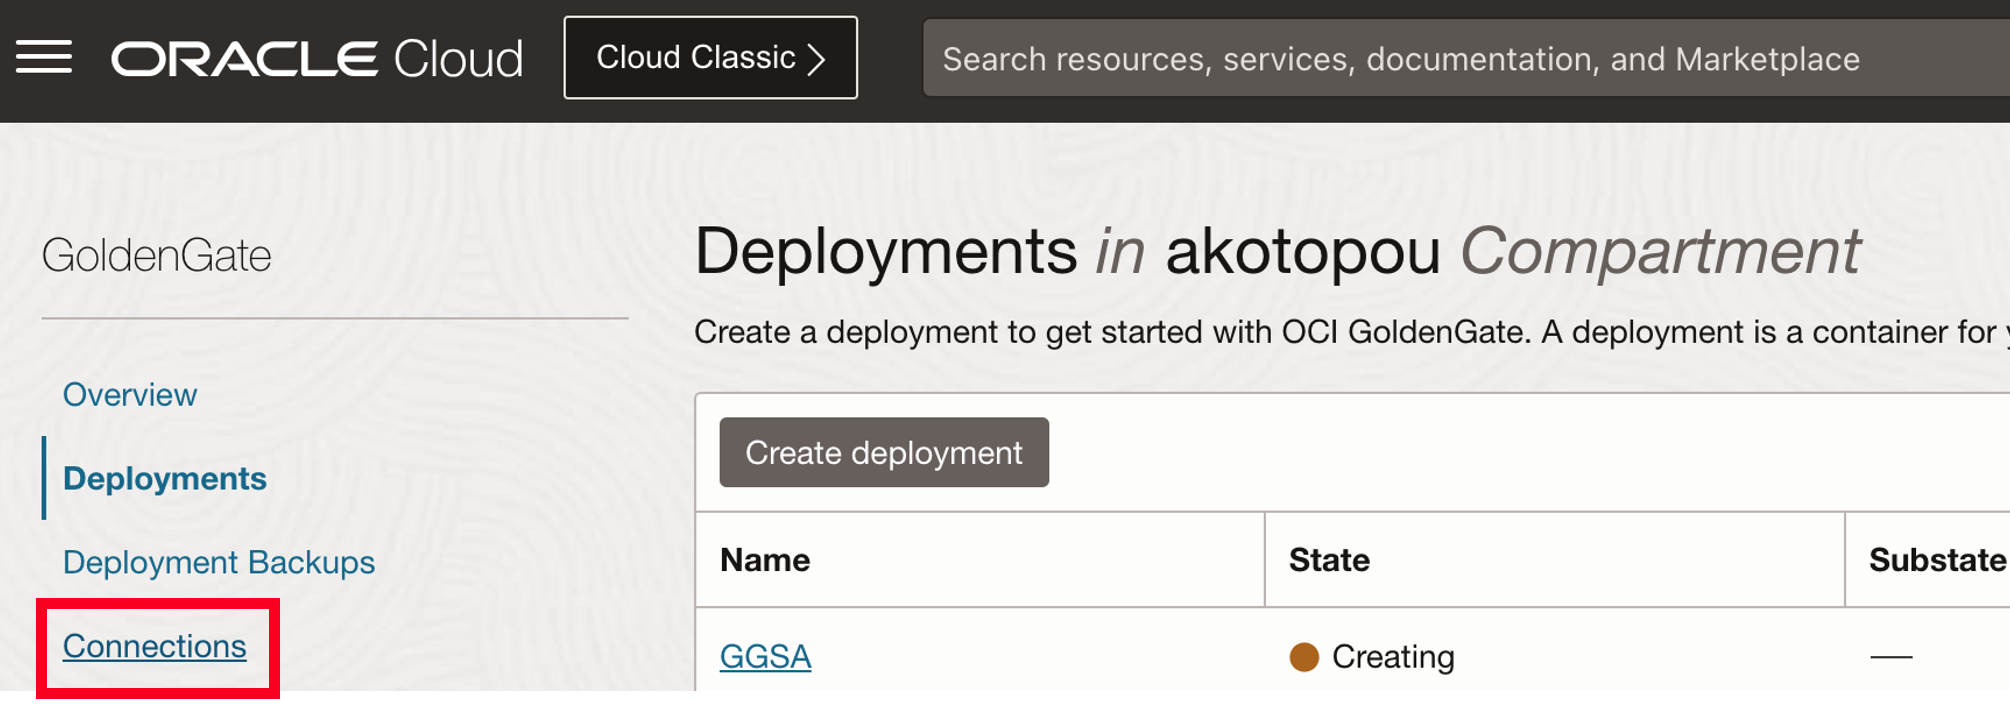 ORACLE Cloud
Cloud Classic
Search resources, services, documentation, and Marketplace
GoldenGate
Overview
Deployments
Deployment Backups
Connections
Deployments in akotopou Compartment
Create a deployment to get started with OCI GoldenGate. A deployment is a container for
Create deployment
Name State Substate
GGSA Creating —